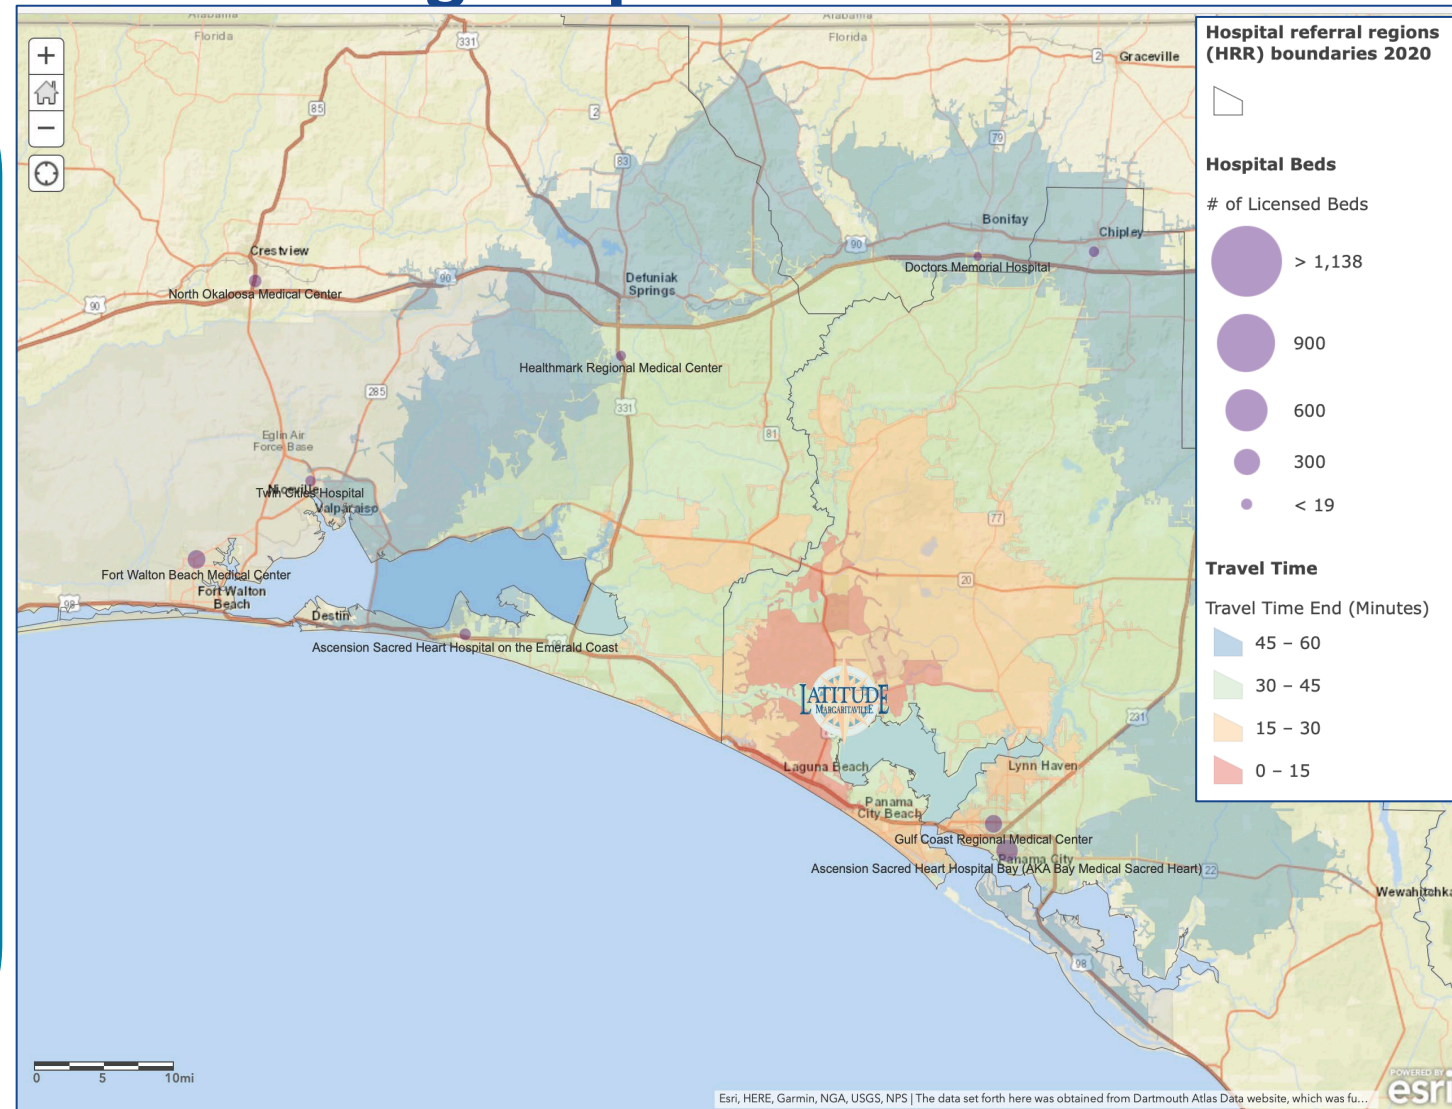 Alabama
Florida
Alabama
Florida
331
2
Graceville
85
2
79
83
Bonifay
Chipley
Crestview
90
Doctors Memorial Hospital
90
Defuniak
Springs
North Okaloosa Medical Center
90
Healthmark Regional Medical Center
285
331
81
Eglin Air
Force Base
Niceville
Twin Cities Hospital
Valparaiso
77
Fort Walton Beach Medical Center
20
Fort Walton
Beach
98
Destin
Ascension Sacred Heart Hospital on the Emerald Coast
98
LATITUDE
MARGARITAVILLE
231
Laguna Beach
Lynn Haven
Panama
City Beach
Gulf Coast Regional Medical Center
Panama City
Ascension Sacred Heart Hospital Bay (AKA Bay Medical Sacred Heart)
22
Wewahitchka
98
0 5 10mi
Hospital referral regions
(HRR) boundaries 2020
Hospital Beds
# of Licensed Beds
> 1,138
900
600
300
< 19
Travel Time
Travel Time End (Minutes)
45 – 60
30 – 45
15 – 30
0 – 15
Esri, HERE, Garmin, NGA, USGS, NPS | The data set forth here was obtained from Dartmouth Atlas Data website, which was fu...
POWERED BY
esri